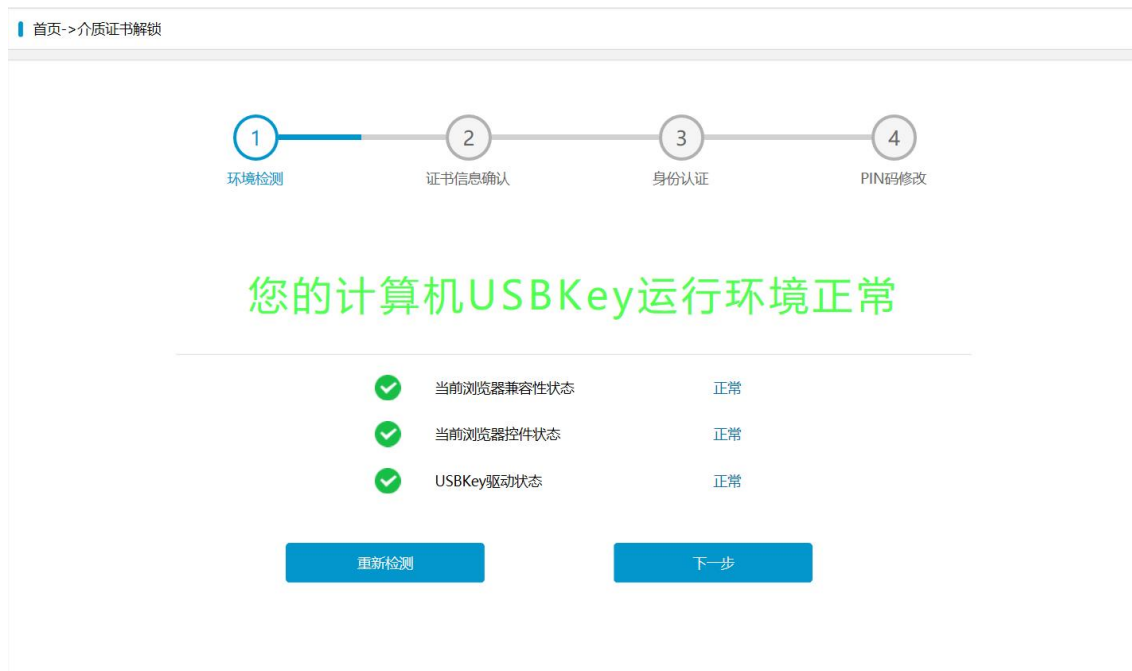 首页->介质证书解锁
1 2 3 4
环境检测 证书信息确认 身份认证 PIN码修改
您的计算机USBKey运行环境正常
当前浏览器兼容性状态 正常
当前浏览器控件状态 正常
USBKey驱动状态 正常
重新检测 下一步